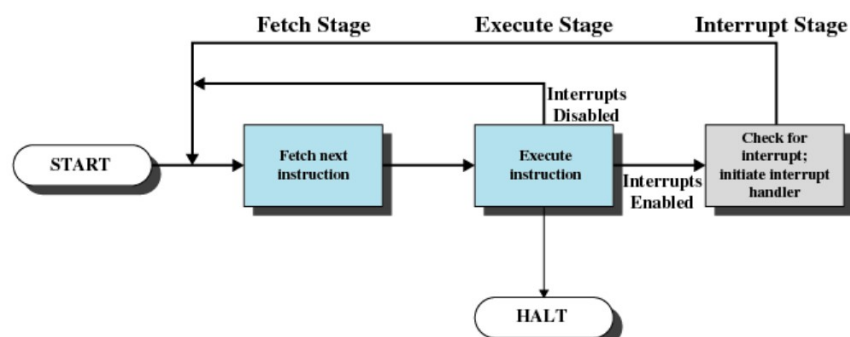 Fetch Stage
Execute Stage
Interrupt Stage
Interrupts
Disabled
START
Fetch next
instruction
Execute
instruction
Interrupts
Enabled
Check for
interrupt;
initiate interrupt
handler
HALT